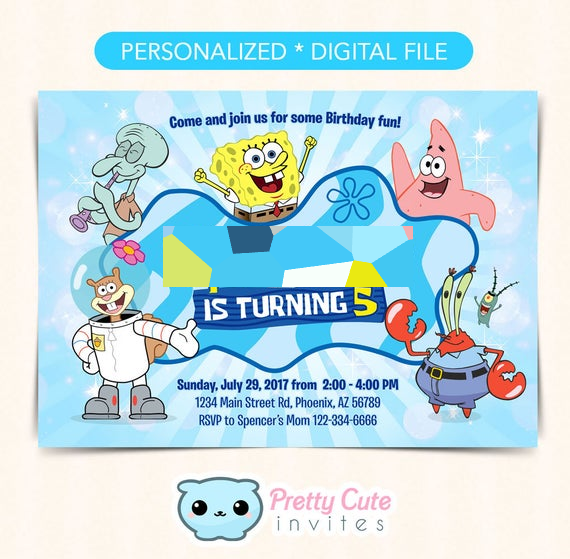 PERSONALIZED * DIGITAL FILE
Come and join us for some Birthday fun!
IS TURNING 5
Sunday, July 29, 2017 from 2:00 - 4:00 PM
1234 Main Street Rd, Phoenix, AZ 56789
RSVP to Spencer's Mom 122-334-6666
Pretty Cute
invites